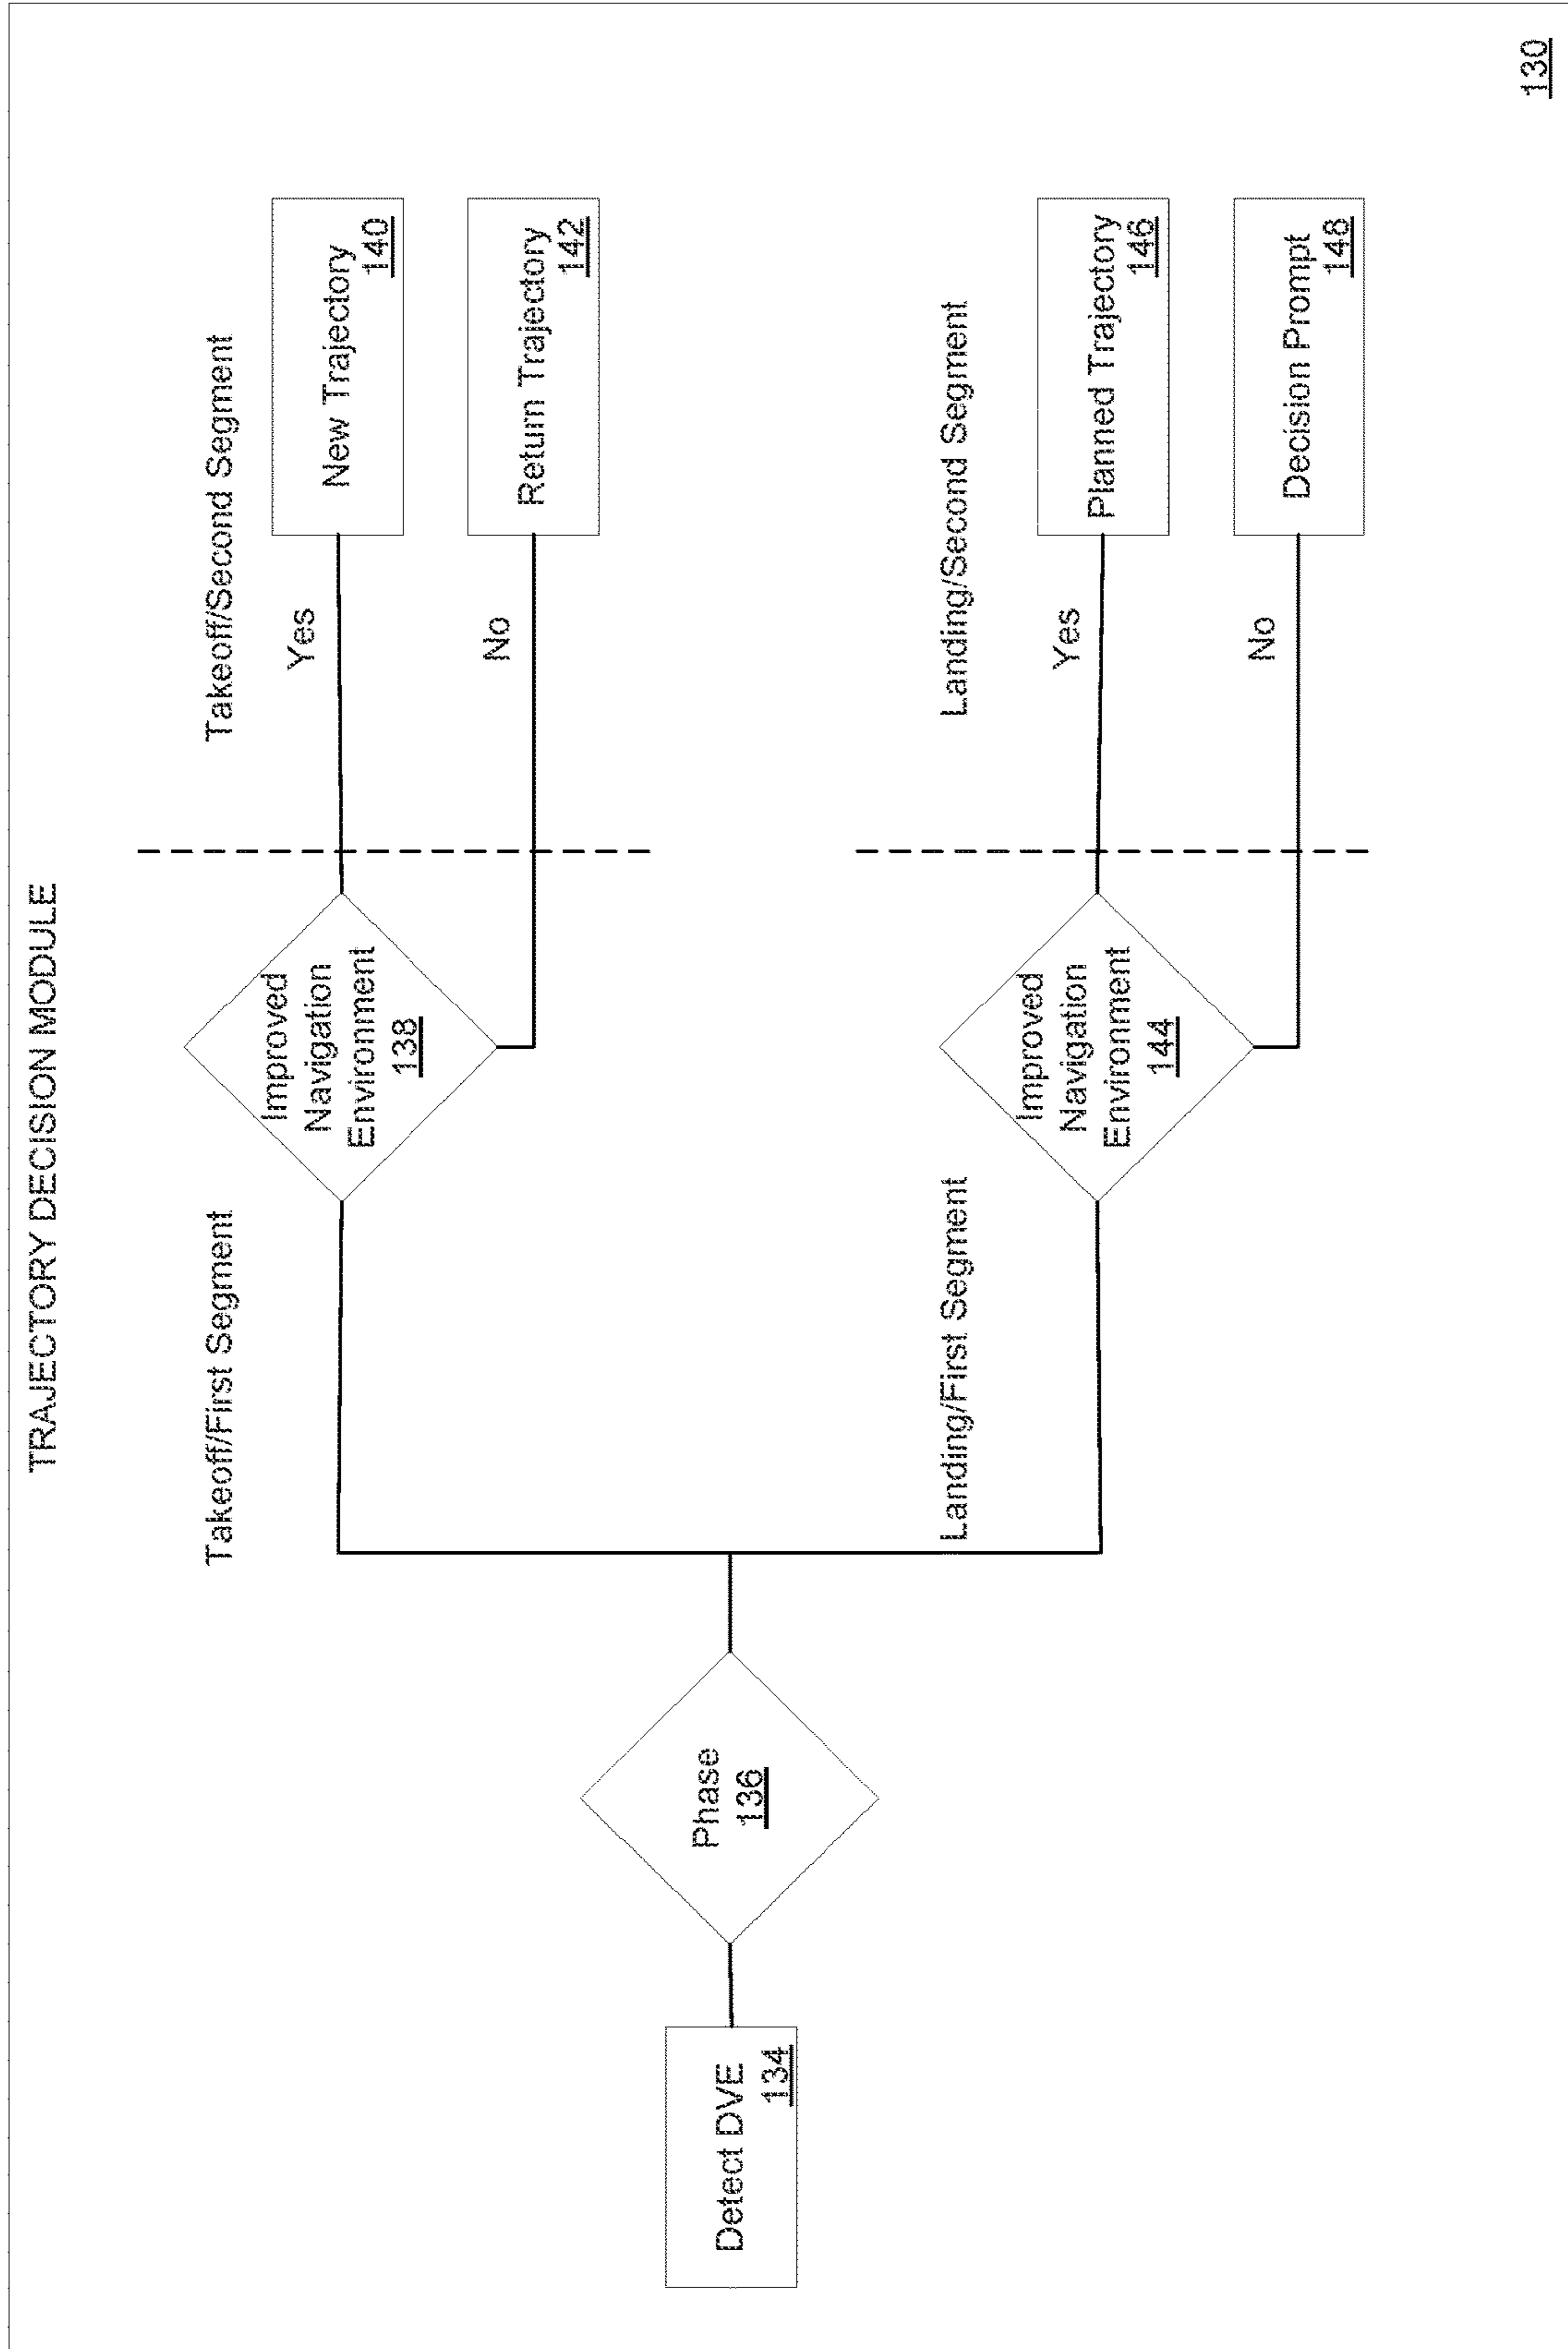 TRAJECTORY DECISION MODULE
Detect DVE
134
Phase
136
Takeoff/First Segment
Improved
Navigation
Environment
138
Takeoff/Second Segment
Yes
New Trajectory
140
No
Return Trajectory
142
Landing/First Segment
Improved
Navigation
Environment
144
Landing/Second Segment
Yes
Planned Trajectory
146
No
Decision Prompt
148
130